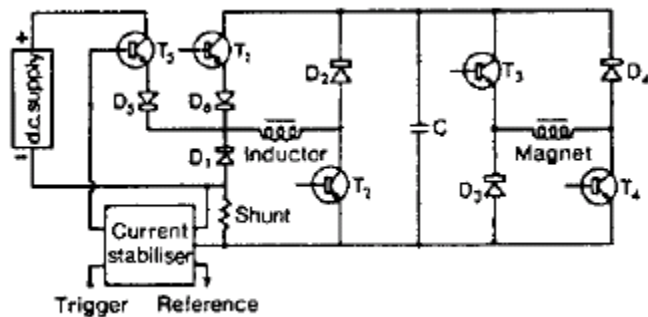 +
d.c. supply
-
T5
T1
D5
D6
D1
Inductor
D2
T2
Shunt
Current
stabiliser
Trigger
Reference
C
T3
D3
Magnet
D4
T4